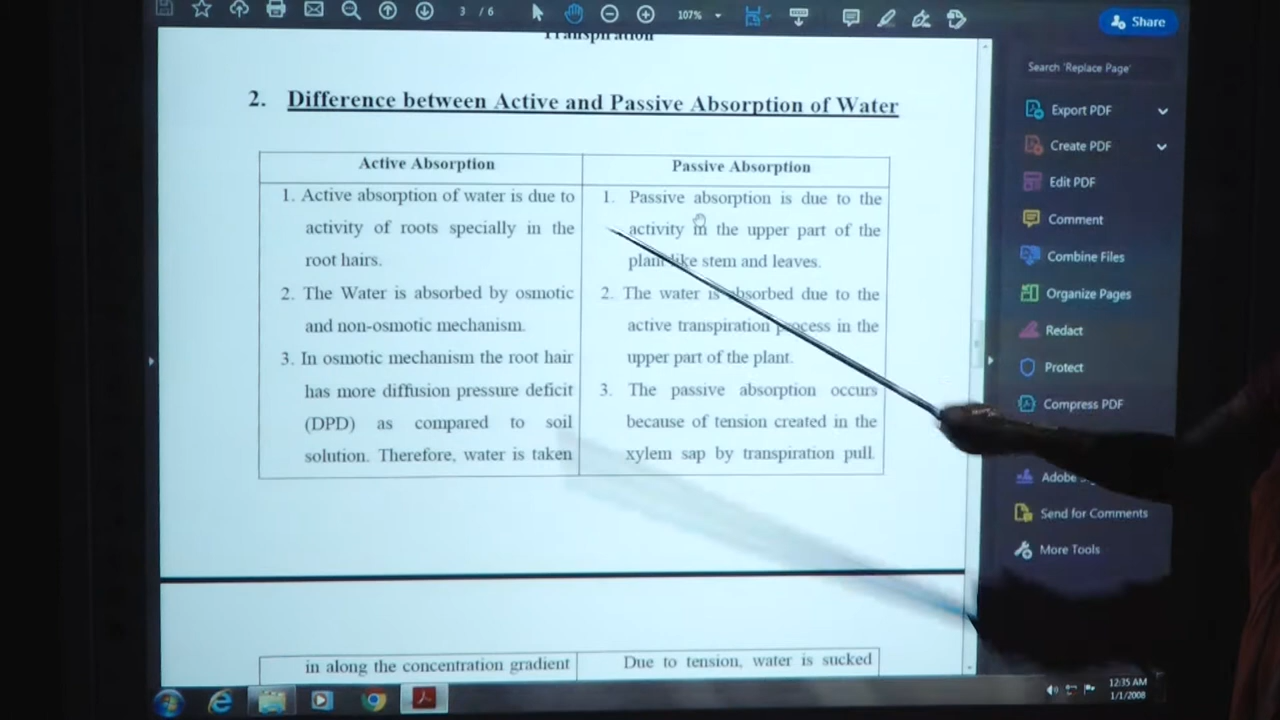 3 / 6
107%
Share
Transpiration
2. Difference between Active and Passive Absorption of Water
Active Absorption
1. Active absorption of water is due to
activity of roots specially in the
root hairs.
2. The Water is absorbed by osmotic
and non-osmotic mechanism.
3. In osmotic mechanism the root hair
has more diffusion pressure deficit
(DPD) as compared to soil
solution. Therefore, water is taken
in along the concentration gradient
Passive Absorption
1. Passive absorption is due to the
activity in the upper part of the
plant like stem and leaves.
2. The water is absorbed due to the
active transpiration process in the
upper part of the plant.
3. The passive absorption occurs
because of tension created in the
xylem sap by transpiration pull.
Due to tension, water is sucked
Search 'Replace Page'
Export PDF
Create PDF
Edit PDF
Comment
Combine Files
Organize Pages
Redact
Protect
Compress PDF
Adobe
Send for Comments
More Tools
12:35 AM
1/1/2008